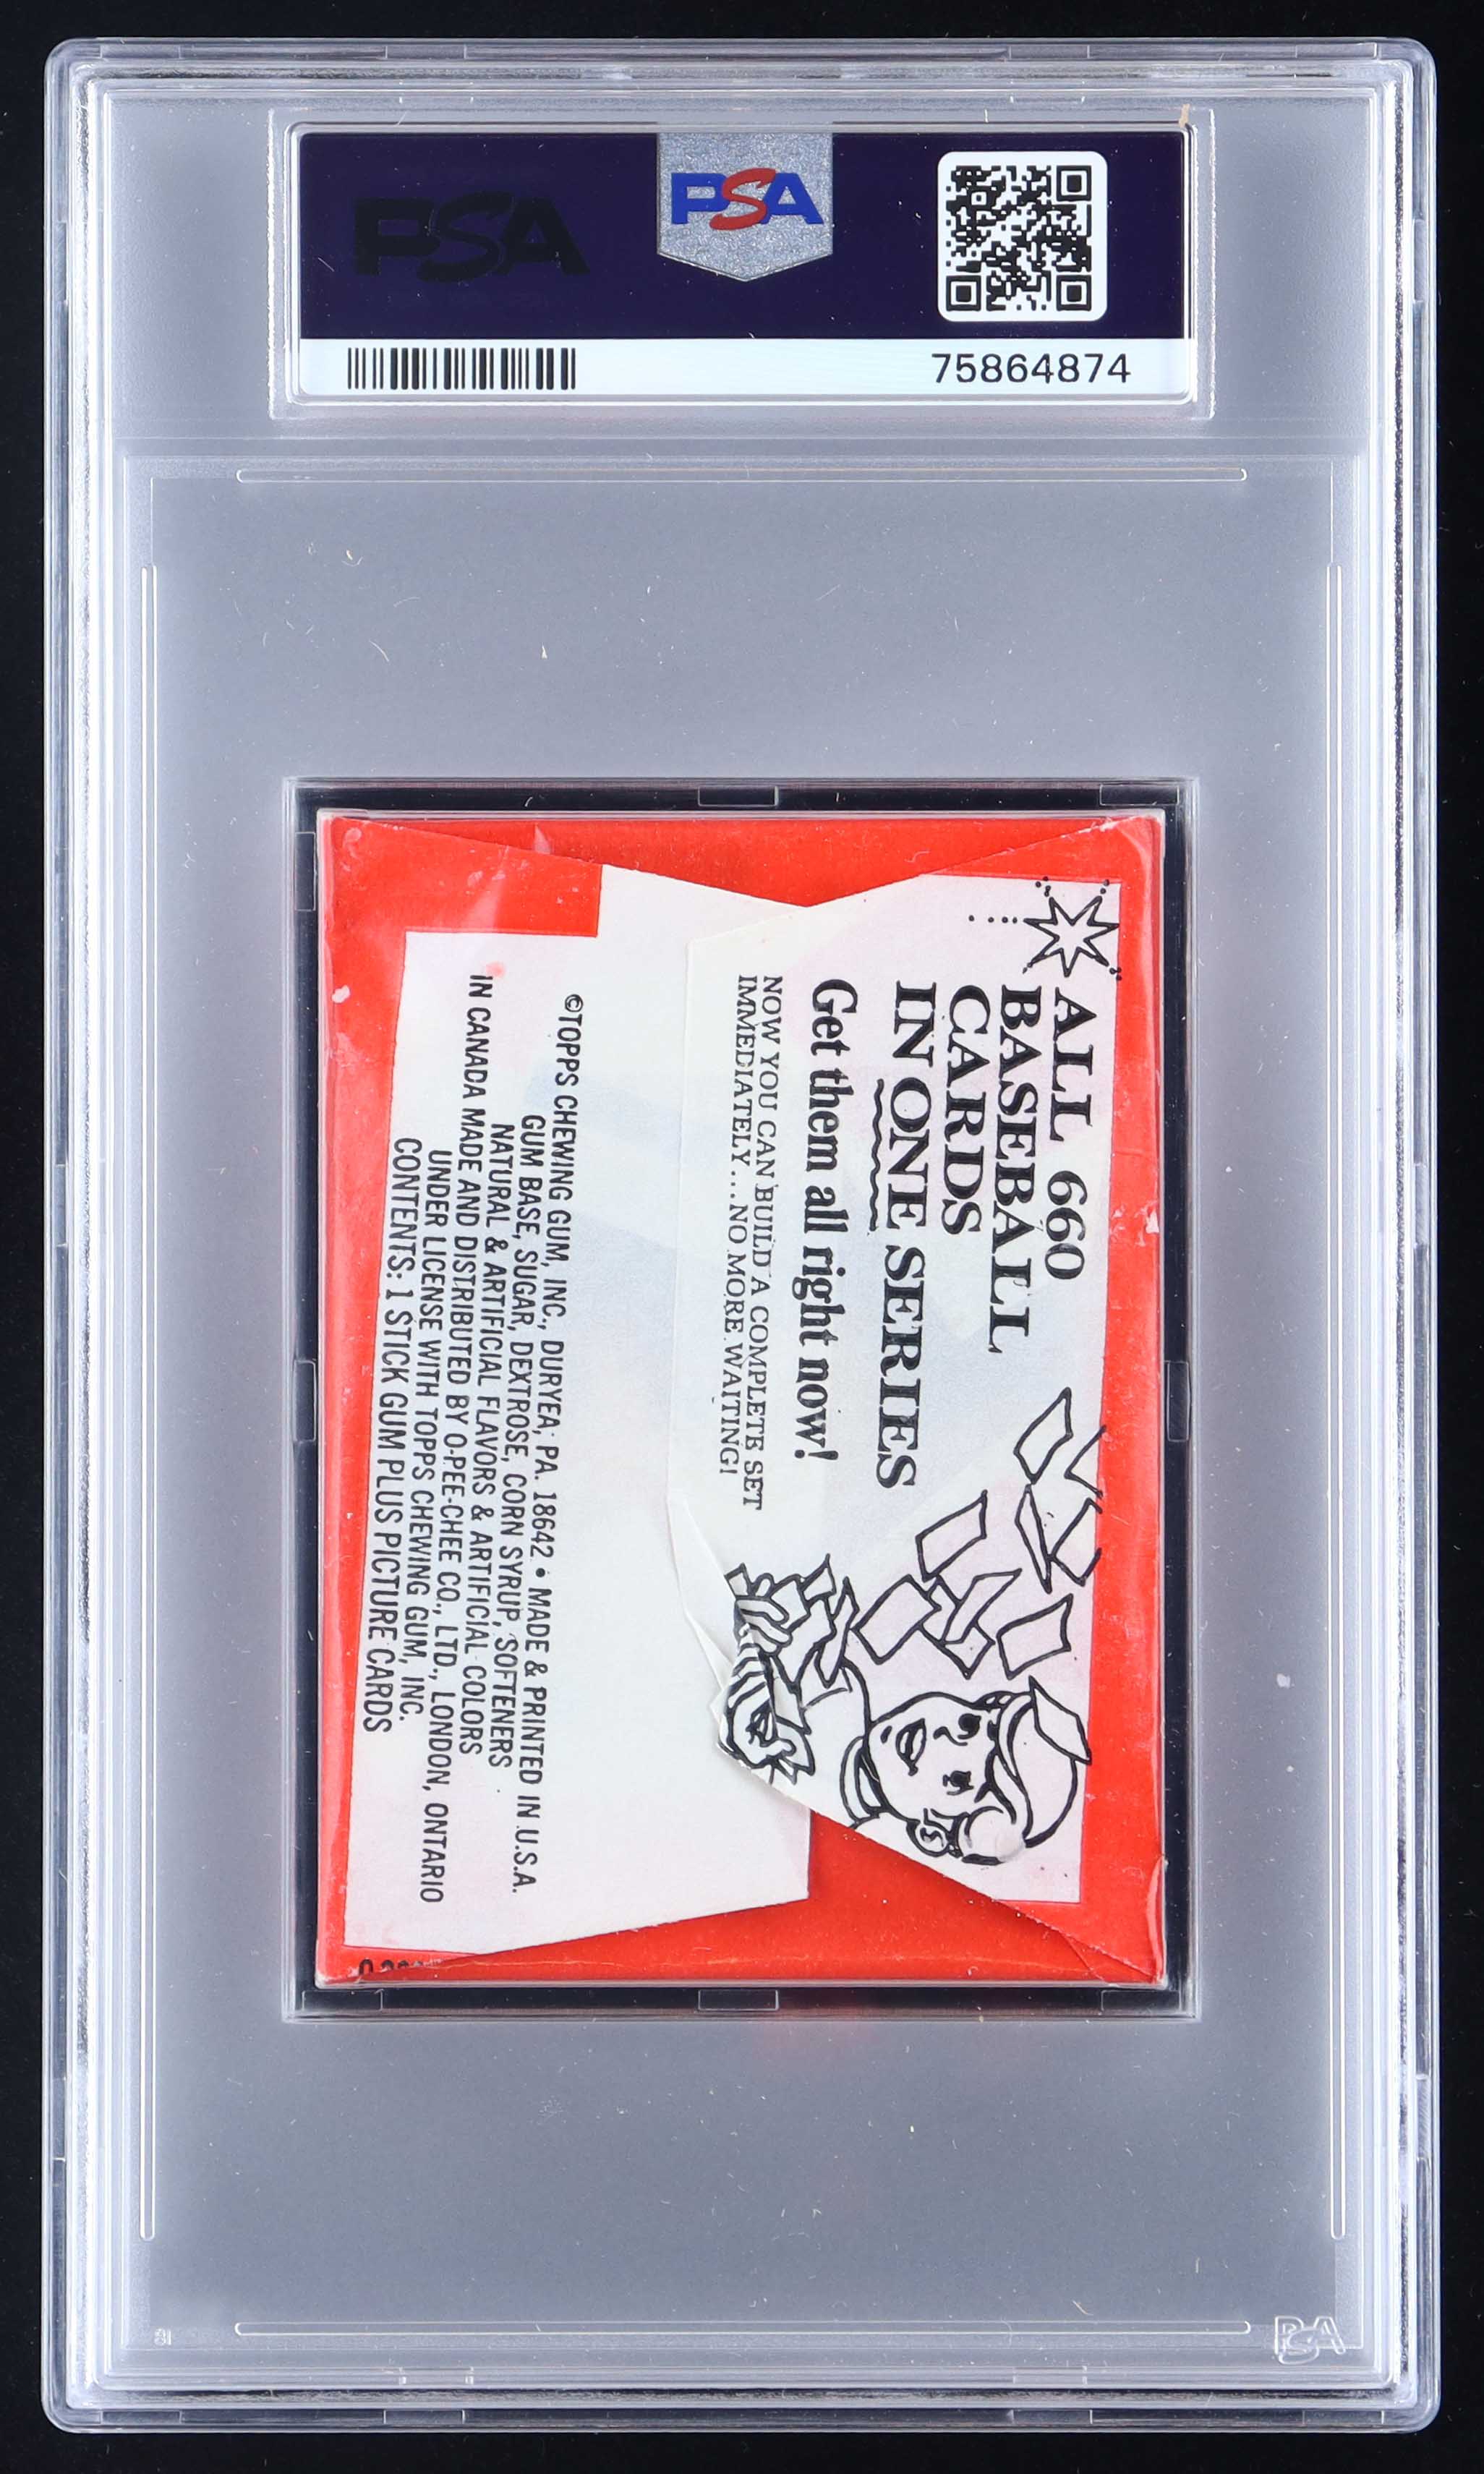 PSA
PSA
75864874
ALL 660
BASEBALL
CARDS
IN ONE SERIES
Get them all right now!
NOW YOU CAN BUILD A COMPLETE SET
IMMEDIATELY...NO MORE WAITING!
©TOPPS CHEWING GUM, INC., DURYEA, PA. 18642 • MADE & PRINTED IN U.S.A.
GUM BASE, SUGAR, DEXTROSE, CORN SYRUP, SOFTENERS
NATURAL & ARTIFICIAL FLAVORS & ARTIFICIAL COLORS
IN CANADA MADE AND DISTRIBUTED BY O-PEE-CHEE CO., LTD., LONDON, ONTARIO
UNDER LICENSE WITH TOPPS CHEWING GUM, INC.
CONTENTS: 1 STICK GUM PLUS PICTURE CARDS
PSA